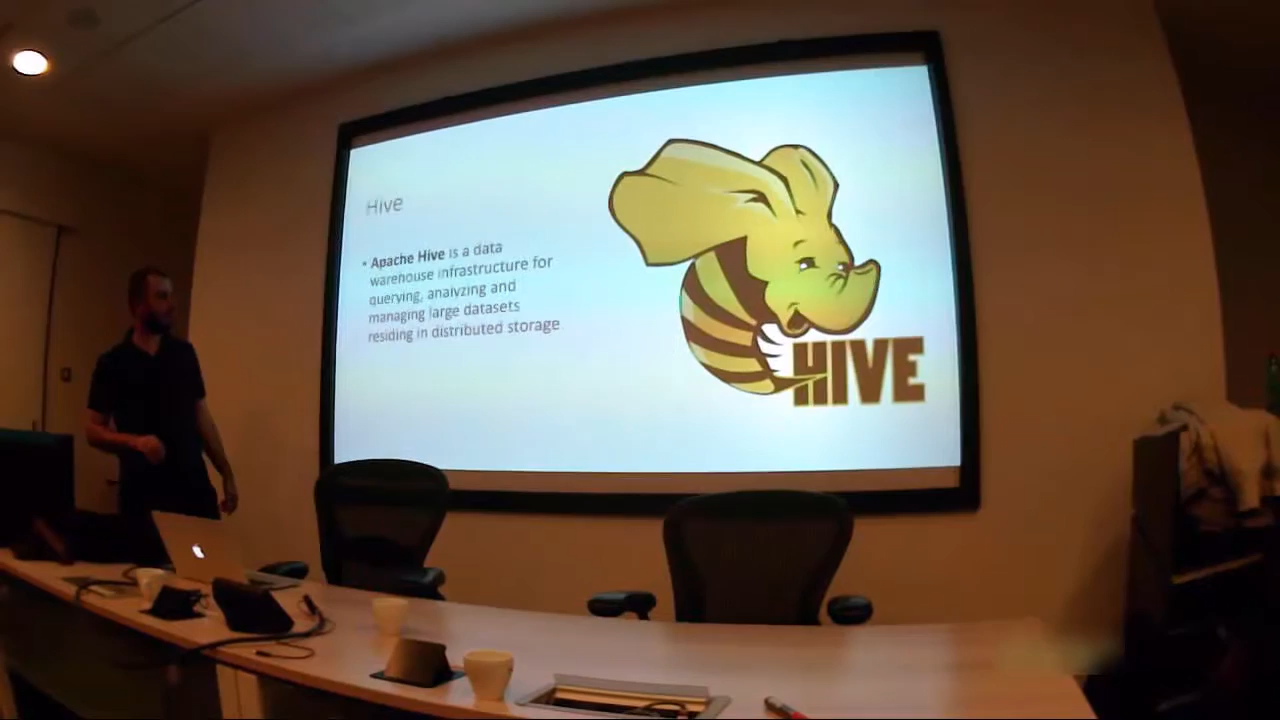 Hive
• Apache Hive is a data
warehouse infrastructure for
querying, analyzing and
managing large datasets
residing in distributed storage
HIVE